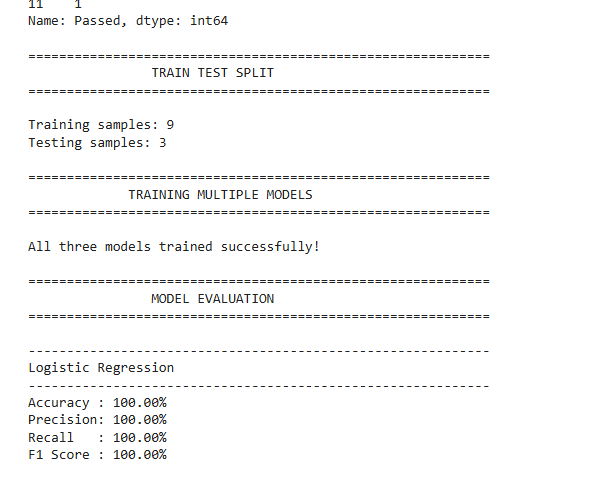 11    1
Name: Passed, dtype: int64
============================================================
TRAIN TEST SPLIT
============================================================
Training samples: 9
Testing samples: 3
============================================================
TRAINING MULTIPLE MODELS
============================================================
All three models trained successfully!
============================================================
MODEL EVALUATION
============================================================
------------------------------------------------------------
Logistic Regression
------------------------------------------------------------
Accuracy : 100.00%
Precision: 100.00%
Recall   : 100.00%
F1 Score : 100.00%